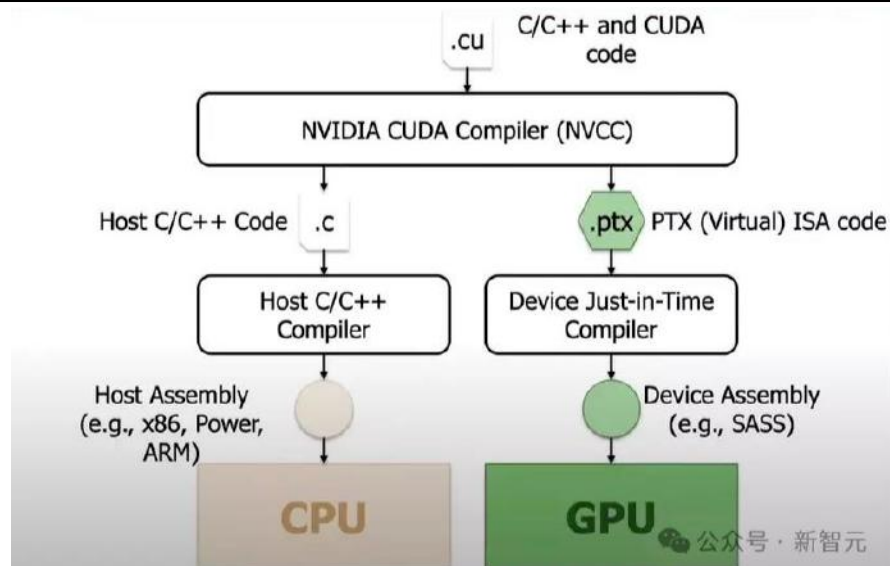 .cu
C/C++ and CUDA
code
NVIDIA CUDA Compiler (NVCC)
Host C/C++ Code
.c
.ptx
PTX (Virtual) ISA code
Host C/C++
Compiler
Device Just-in-Time
Compiler
Host Assembly
(e.g., x86, Power,
ARM)
Device Assembly
(e.g., SASS)
CPU
GPU
公众号 · 新智元